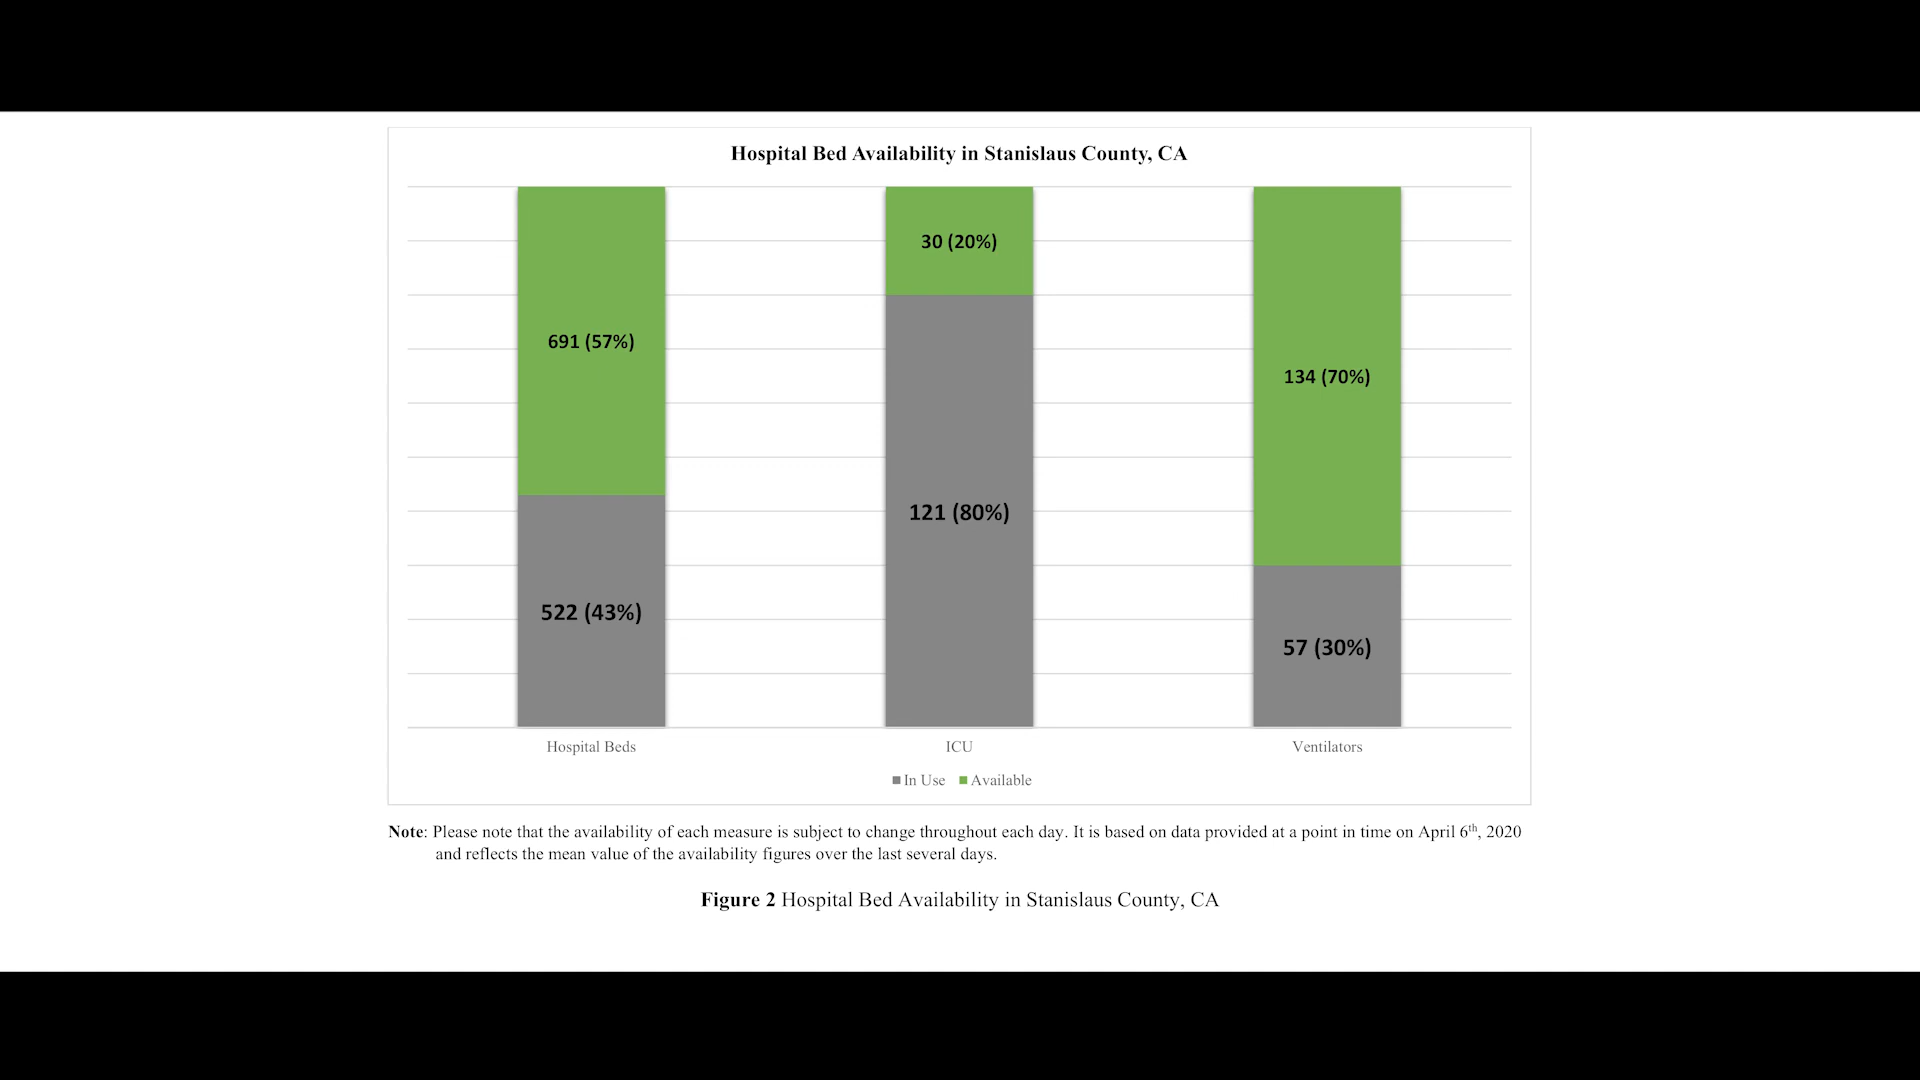 Hospital Bed Availability in Stanislaus County, CA
30 (20%)
691 (57%)
134 (70%)
121 (80%)
522 (43%)
57 (30%)
Hospital Beds ICU Ventilators
In Use Available
Note: Please note that the availability of each measure is subject to change throughout each day. It is based on data provided at a point in time on April 6th, 2020
and reflects the mean value of the availability figures over the last several days.
Figure 2 Hospital Bed Availability in Stanislaus County, CA